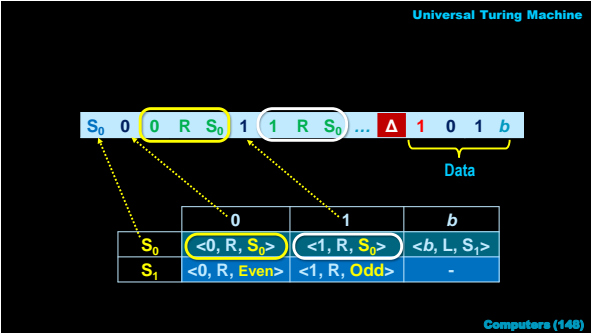 Universal Turing Machine
S₀ 0 0 R S₀ 1 1 R S₀ ... Δ 1 0 1 b
Data
0 1 b
S₀ <0, R, S₀> <1, R, S₀> <b, L, S₁>
S₁ <0, R, Even> <1, R, Odd> -
Computers (148)